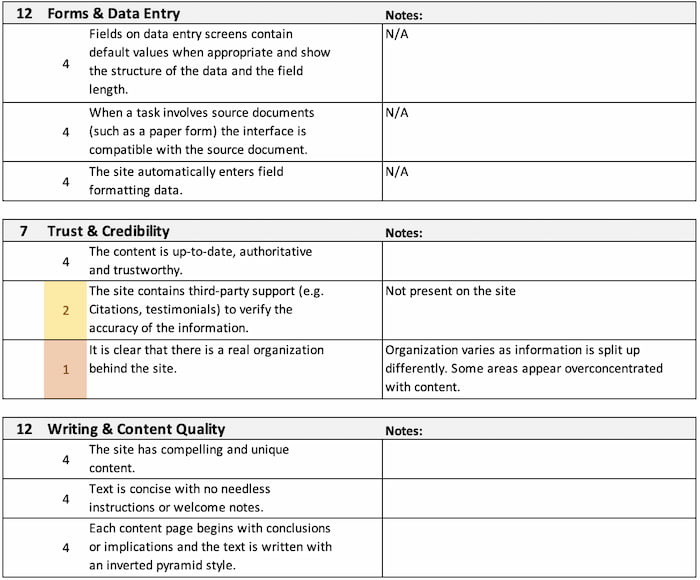 12 Forms & Data Entry Notes:
Fields on data entry screens contain N/A
default values when appropriate and show
4 the structure of the data and the field
length.
When a task involves source documents N/A
4 (such as a paper form) the interface is
compatible with the source document.
4 The site automatically enters field N/A
formatting data.
7 Trust & Credibility Notes:
4 The content is up-to-date, authoritative
and trustworthy.
The site contains third-party support (e.g. Not present on the site
2 Citations, testimonials) to verify the
accuracy of the information.
It is clear that there is a real organization Organization varies as information is split up
1 behind the site. differently. Some areas appear overconcentrated
with content.
12 Writing & Content Quality Notes:
4 The site has compelling and unique
content.
4 Text is concise with no needless
instructions or welcome notes.
Each content page begins with conclusions
4 or implications and the text is written with
an inverted pyramid style.